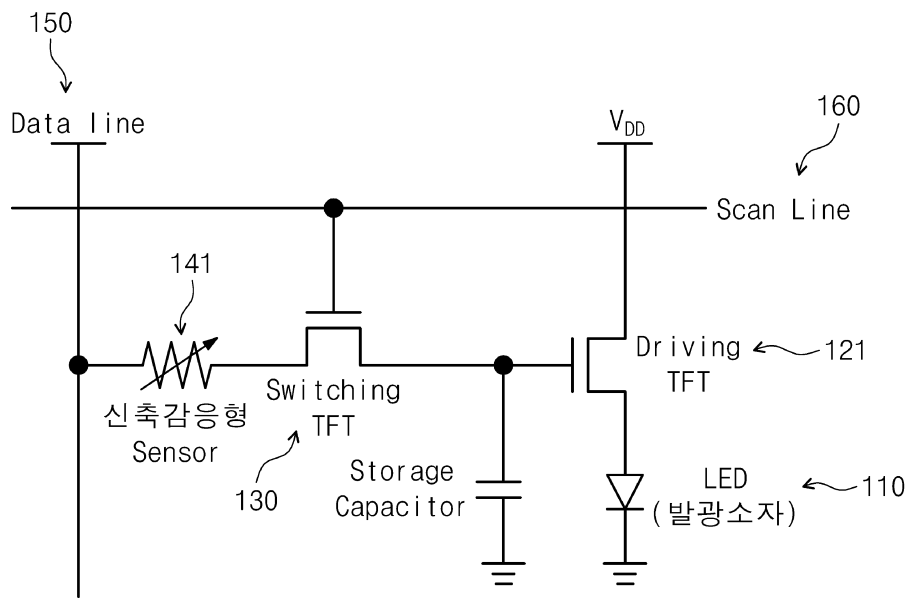 150
Data line
160
V_DD
Scan Line
141
신축감응형
Sensor
Switching
TFT
130
Driving
TFT
121
Storage
Capacitor
LED
(발광소자)
110